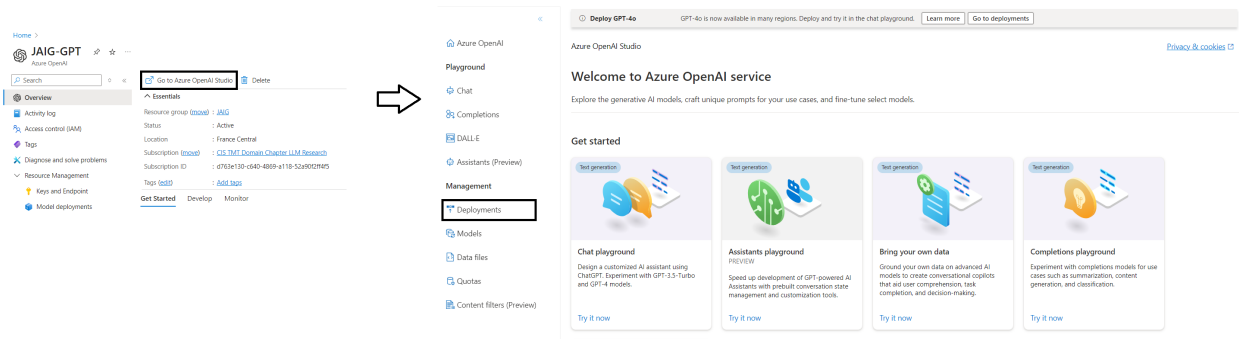 Home >
JAIG-GPT
Azure OpenAI
Search
Overview
Activity log
Access control (IAM)
Tags
Diagnose and solve problems
Resource Management
Keys and Endpoint
Model deployments
Go to Azure OpenAI Studio
Delete
Essentials
Resource group (move) : JAIG
Status : Active
Location : France Central
Subscription (move) : CIS TMT Domain Chapter LLM Research
Subscription ID : d763e130-c640-4869-a118-52a90f2ff4f5
Tags (edit) : Add tags
Get Started Develop Monitor
Azure OpenAI
Playground
Chat
Completions
DALL·E
Assistants (Preview)
Management
Deployments
Models
Data files
Quotas
Content filters (Preview)
Deploy GPT-4o GPT-4o is now available in many regions. Deploy and try it in the chat playground. Learn more Go to deployments
Azure OpenAI Studio
Privacy & cookies
Welcome to Azure OpenAI service
Explore the generative AI models, craft unique prompts for your use cases, and fine-tune select models.
Get started
Text generation
Chat playground
Design a customized AI assistant using
ChatGPT. Experiment with GPT-3.5-Turbo
and GPT-4 models.
Try it now
Text generation
Assistants playground
PREVIEW
Speed up development of GPT-powered AI
Assistants with prebuilt conversation state
management and customization tools.
Try it now
Text generation
Bring your own data
Ground your own data on advanced AI
models to create conversational copilots
that aid user comprehension, task
completion, and decision-making.
Try it now
Text generation
Completions playground
Experiment with completions models for use
cases such as summarization, content
generation, and classification.
Try it now